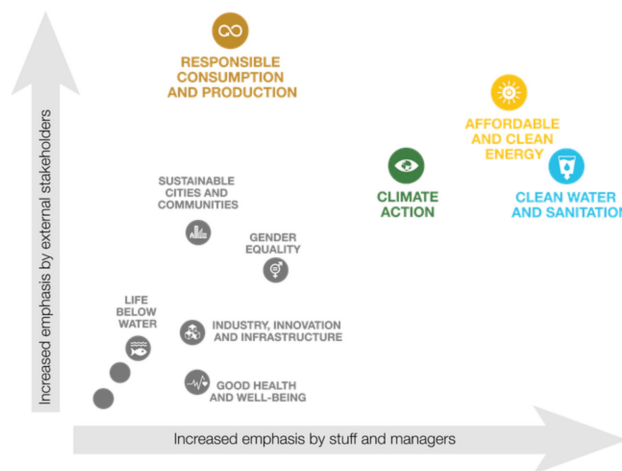 RESPONSIBLE
CONSUMPTION
AND PRODUCTION
AFFORDABLE
AND CLEAN
ENERGY
CLIMATE
ACTION
CLEAN WATER
AND SANITATION
SUSTAINABLE
CITIES AND
COMMUNITIES
GENDER
EQUALITY
LIFE
BELOW
WATER
INDUSTRY, INNOVATION
AND INFRASTRUCTURE
GOOD HEALTH
AND WELL-BEING
Increased emphasis by external stakeholders
Increased emphasis by stuff and managers